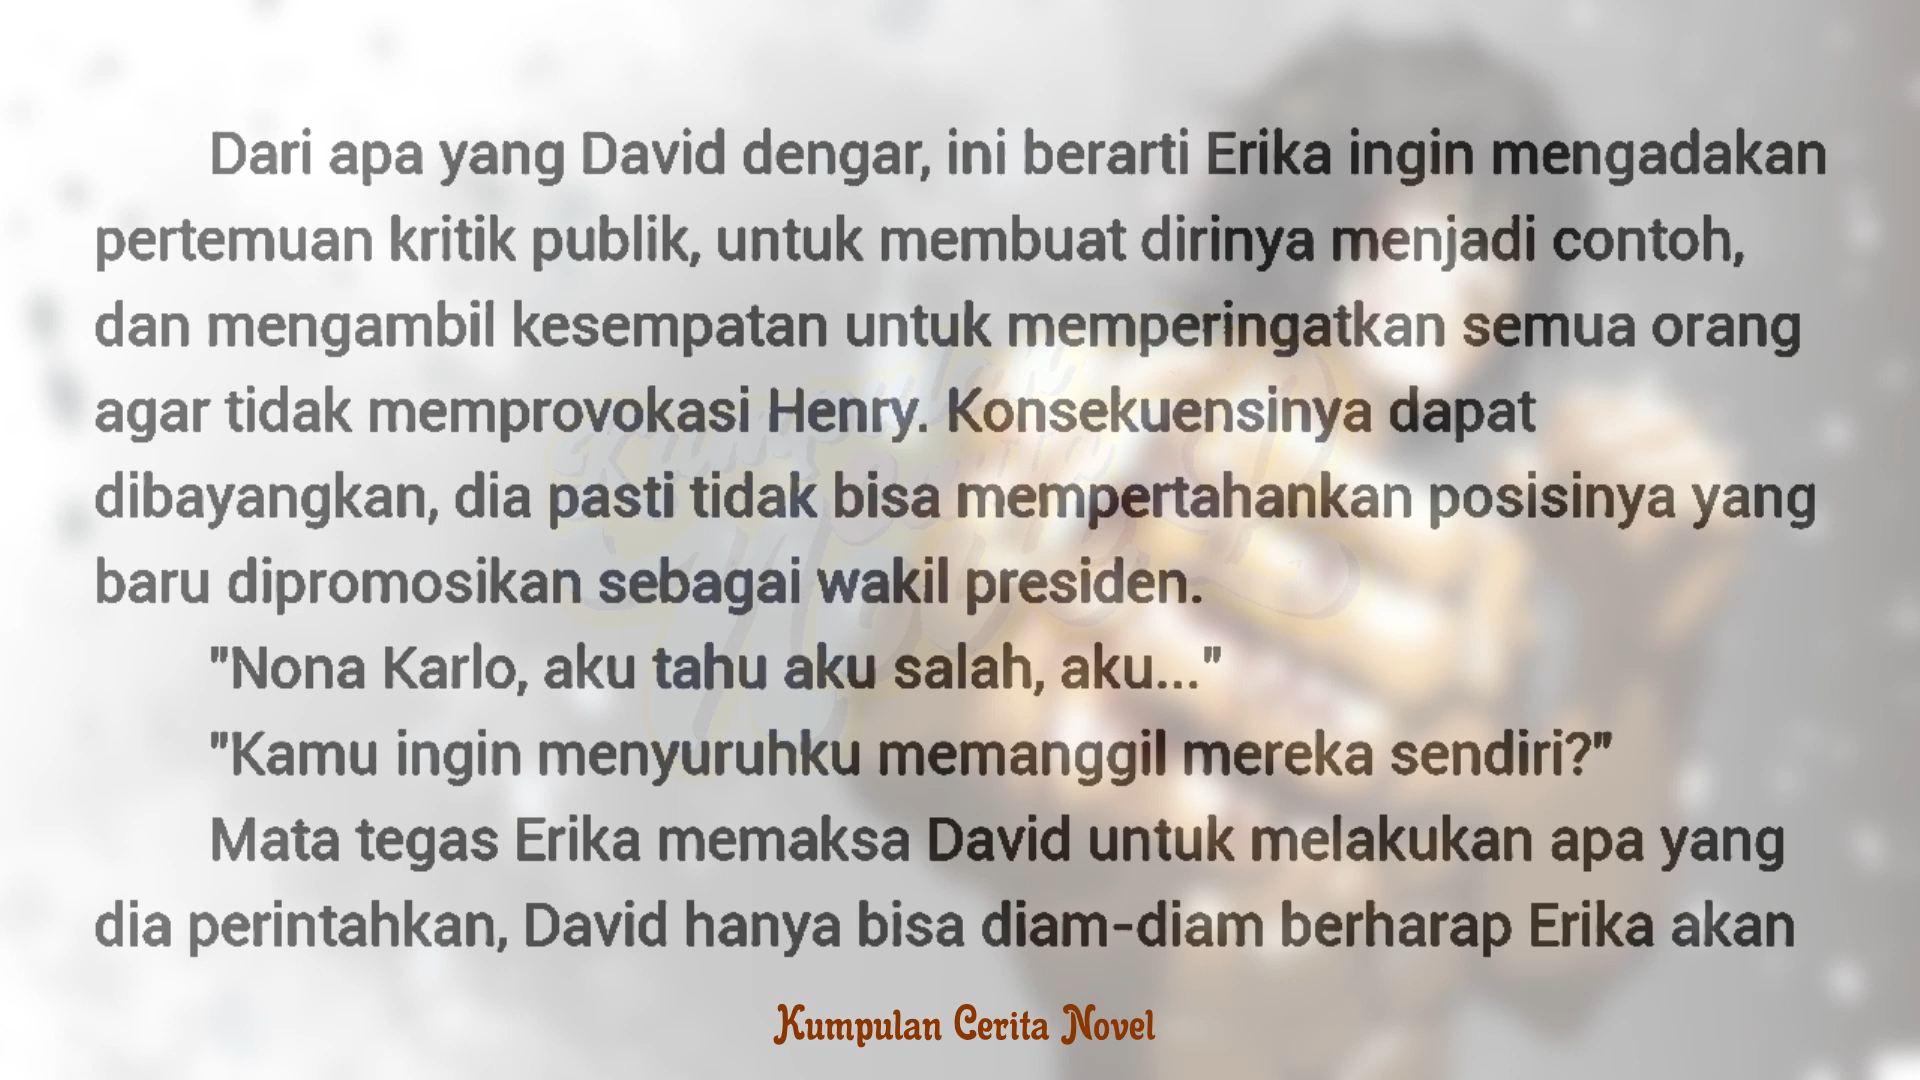 Dari apa yang David dengar, ini berarti Erika ingin mengadakan
pertemuan kritik publik, untuk membuat dirinya menjadi contoh,
dan mengambil kesempatan untuk memperingatkan semua orang
agar tidak memprovokasi Henry. Konsekuensinya dapat
dibayangkan, dia pasti tidak bisa mempertahankan posisinya yang
baru dipromosikan sebagai wakil presiden.
"Nona Karlo, aku tahu aku salah, aku..."
"Kamu ingin menyuruhku memanggil mereka sendiri?"
Mata tegas Erika memaksa David untuk melakukan apa yang
dia perintahkan, David hanya bisa diam-diam berharap Erika akan
Kumpulan Cerita Novel